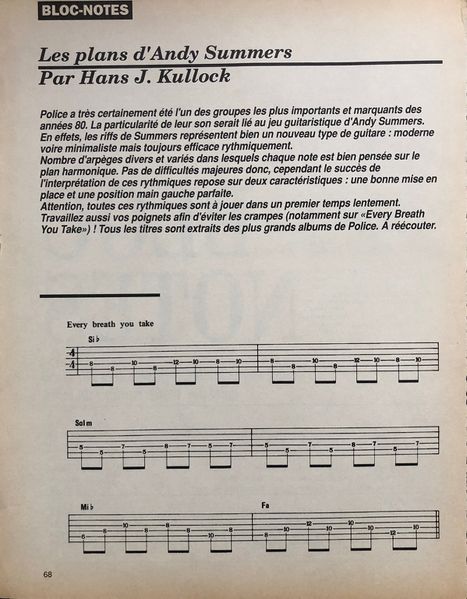 BLOC-NOTES
Les plans d'Andy Summers
Par Hans J. Kullock
Police a très certainement été l'un des groupes les plus importants et marquants des
années 80. La particularité de leur son serait lié au jeu guitaristique d'Andy Summers.
En effets, les riffs de Summers représentent bien un nouveau type de guitare : moderne
voire minimaliste mais toujours efficace rythmiquement.
Nombre d'arpèges divers et variés dans lesquels chaque note est bien pensée sur le
plan harmonique. Pas de difficultés majeures donc, cependant le succès de
l'interprétation de ces rythmiques repose sur deux caractéristiques : une bonne mise en
place et une position main gauche parfaite.
Attention, toutes ces rythmiques sont à jouer dans un premier temps lentement.
Travaillez aussi vos poignets afin d'éviter les crampes (notamment sur «Every Breath
You Take») ! Tous les titres sont extraits des plus grands albums de Police. A réécouter.
Every breath you take
Si♭
Sol m
Mi♭ Fa
68